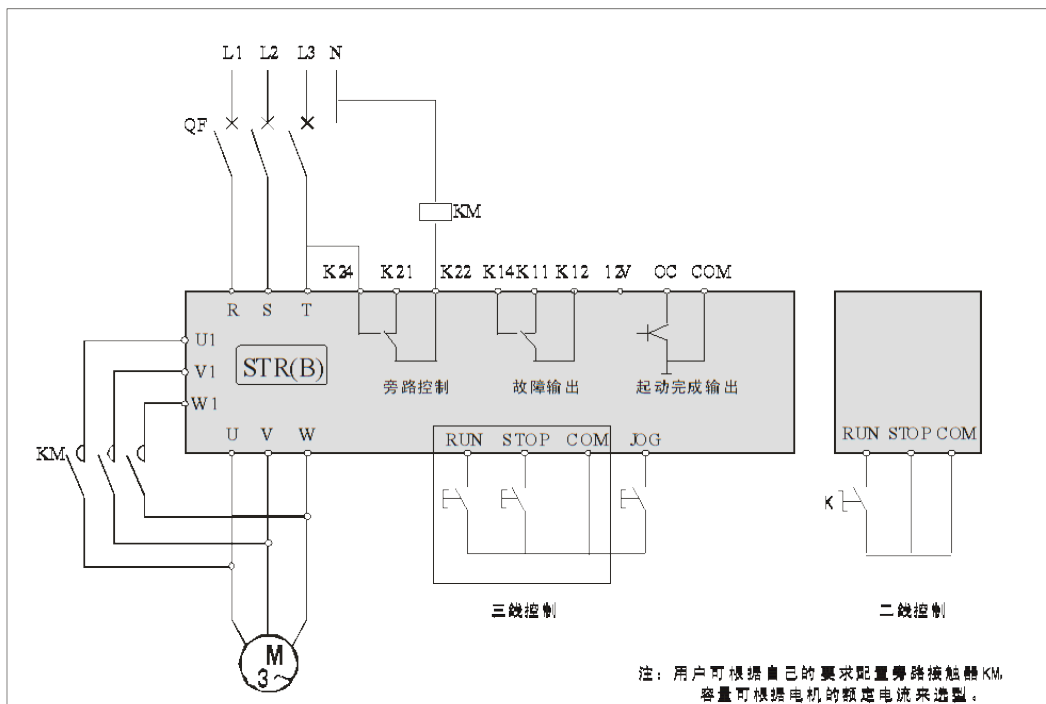 L1 L2 L3 N
QF
KM
K24 K21 K22 K14 K11 K12 12V OC COM
R S T
U1
V1
W1
STR(B)
旁路控制 故障输出 起动完成输出
U V W
RUN STOP COM JOG
RUN STOP COM
KM
K
三线控制
二线控制
M
3~
注：用户可根据自己的要求配置旁路接触器KM,
容量可根据电机的额定电流来选型。